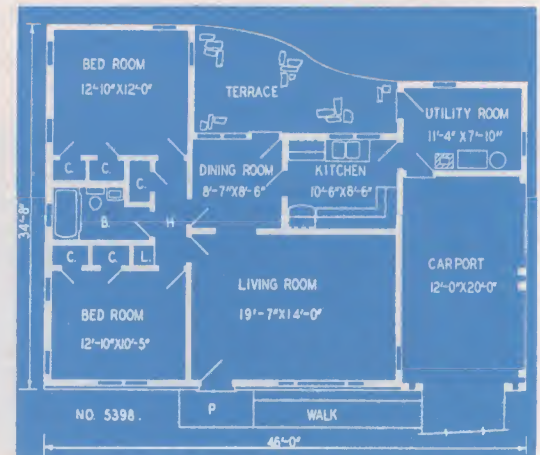 BED ROOM
12'-10"X12'-0"
TERRACE
UTILITY ROOM
11'-4" X7'-10"
DINING ROOM
8'-7"X8'-6"
KITCHEN
10'-6"X8'-6"
C.
C.
C.
B.
H
34'-8"
C.
C.
L.
LIVING ROOM
19'-7"X14'-0"
CARPORT
12'-0"X20'-0"
BED ROOM
12'-10"X10'-5"
NO. 5398.
P
WALK
46'-0"